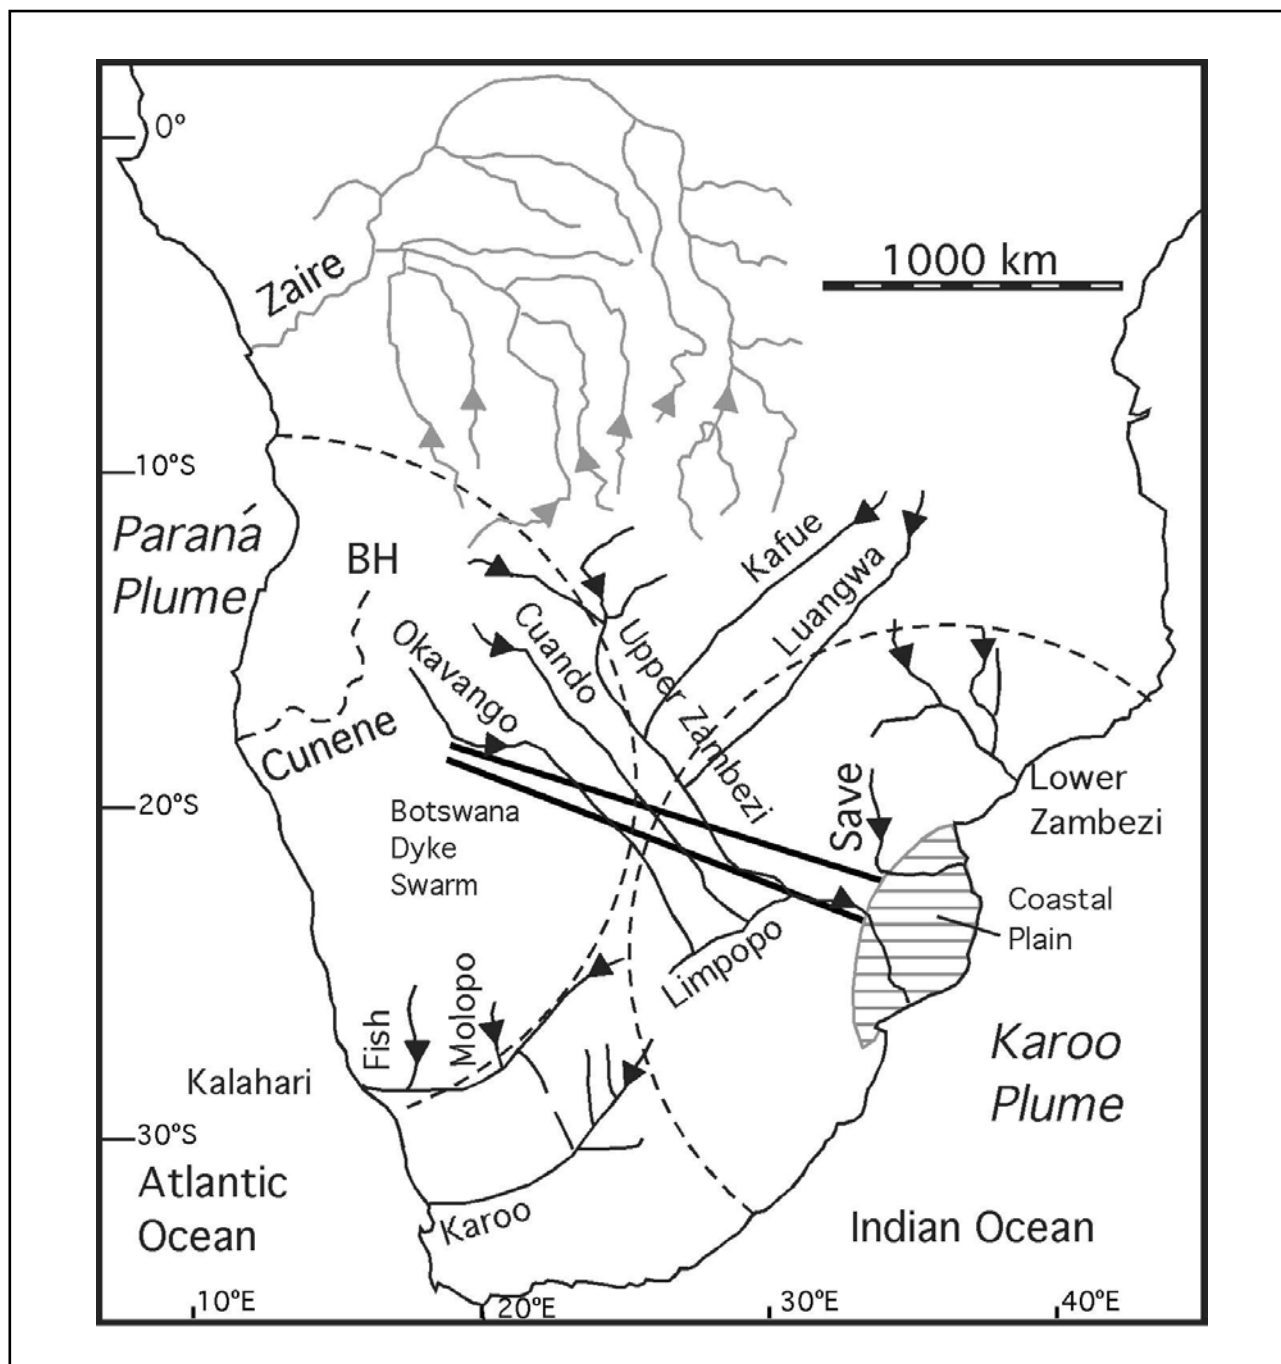 0°
1000 km
Zaire
10°S
Paraná
Plume
BH
Kafue
Luangwa
Okavango
Cuando
Upper Zambezi
Cunene
20°S
Botswana
Dyke
Swarm
Save
Lower
Zambezi
Coastal
Plain
Limpopo
Fish
Molopo
Kalahari
Karoo
Plume
30°S
Atlantic
Ocean
Karoo
Indian Ocean
10°E
20°E
30°E
40°E